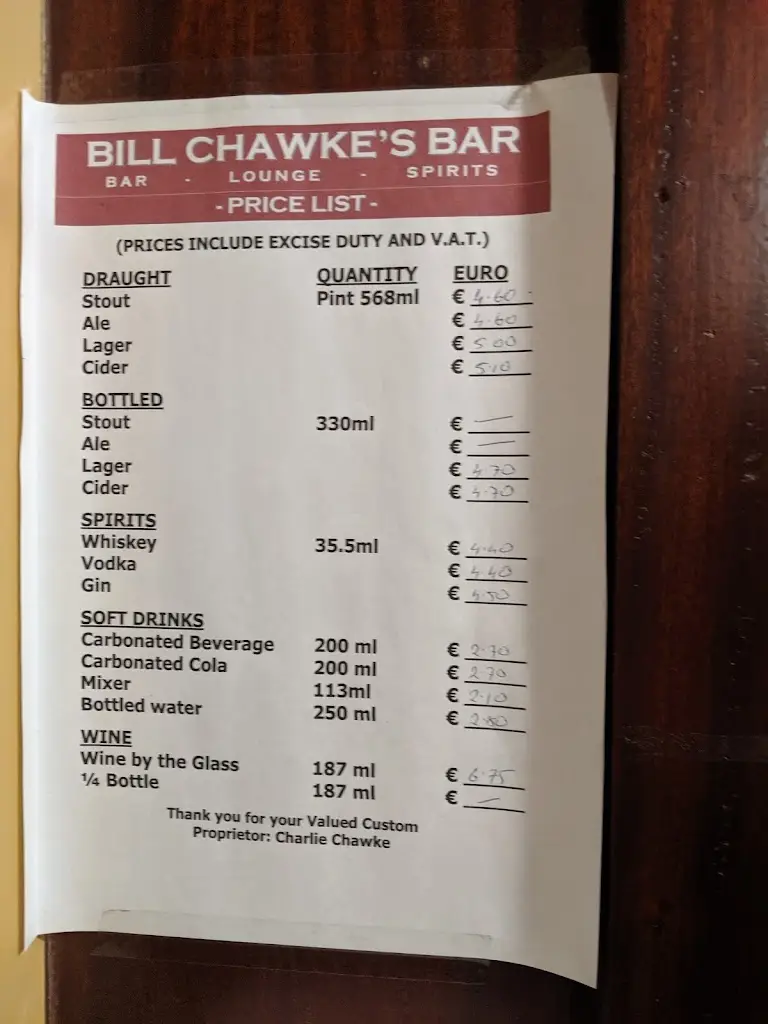 BILL CHAWKE'S BAR
BAR - LOUNGE - SPIRITS
- PRICE LIST -
(PRICES INCLUDE EXCISE DUTY AND V.A.T.)
DRAUGHT QUANTITY EURO
Stout Pint 568ml € 4.60
Ale € 4.60
Lager € 5.00
Cider € 5.10
BOTTLED
Stout 330ml € —
Ale € —
Lager € 4.70
Cider € 4.70
SPIRITS
Whiskey 35.5ml € 4.40
Vodka € 4.40
Gin € 4.50
SOFT DRINKS
Carbonated Beverage 200 ml € 2.70
Carbonated Cola 200 ml € 2.70
Mixer 113ml € 2.10
Bottled water 250 ml € 2.80
WINE
Wine by the Glass 187 ml € 6.75
¼ Bottle 187 ml € —
Thank you for your Valued Custom
Proprietor: Charlie Chawke